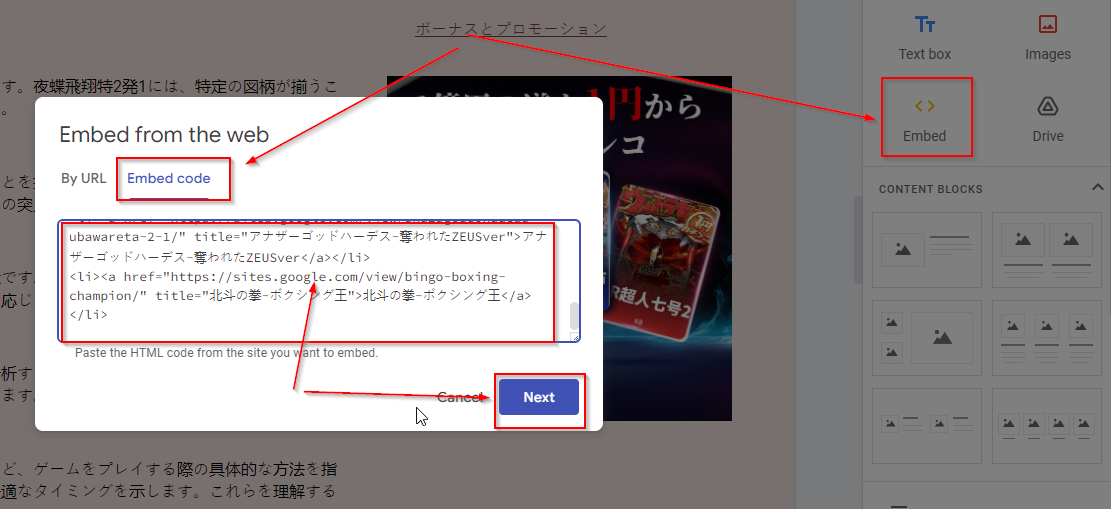 ボーナスとプロモーション
Text box
Images
Embed
Drive
す。夜蝶飛翔特2発1には、特定の図柄が揃うこ
。
1円から
コ
Embed from the web
By URL
Embed code
ubawareta-2-1/" title="アナザーゴッドハーデス-奪われたZEUSver">アナ
ザーゴッドハーデス-奪われたZEUSver</a></li>
<li><a href="https://sites.google.com/view/bingo-boxing-
champion/" title="北斗の拳-ボクシング王">北斗の拳-ボクシング王</a>
</li>
Paste the HTML code from the site you want to embed.
Cancel
Next
CONTENT BLOCKS
とを
の突
です
応じ
超人七号2
析す
ます
ど、ゲームをプレイする際の具体的な方法を指
適なタイミングを示します。これらを理解する